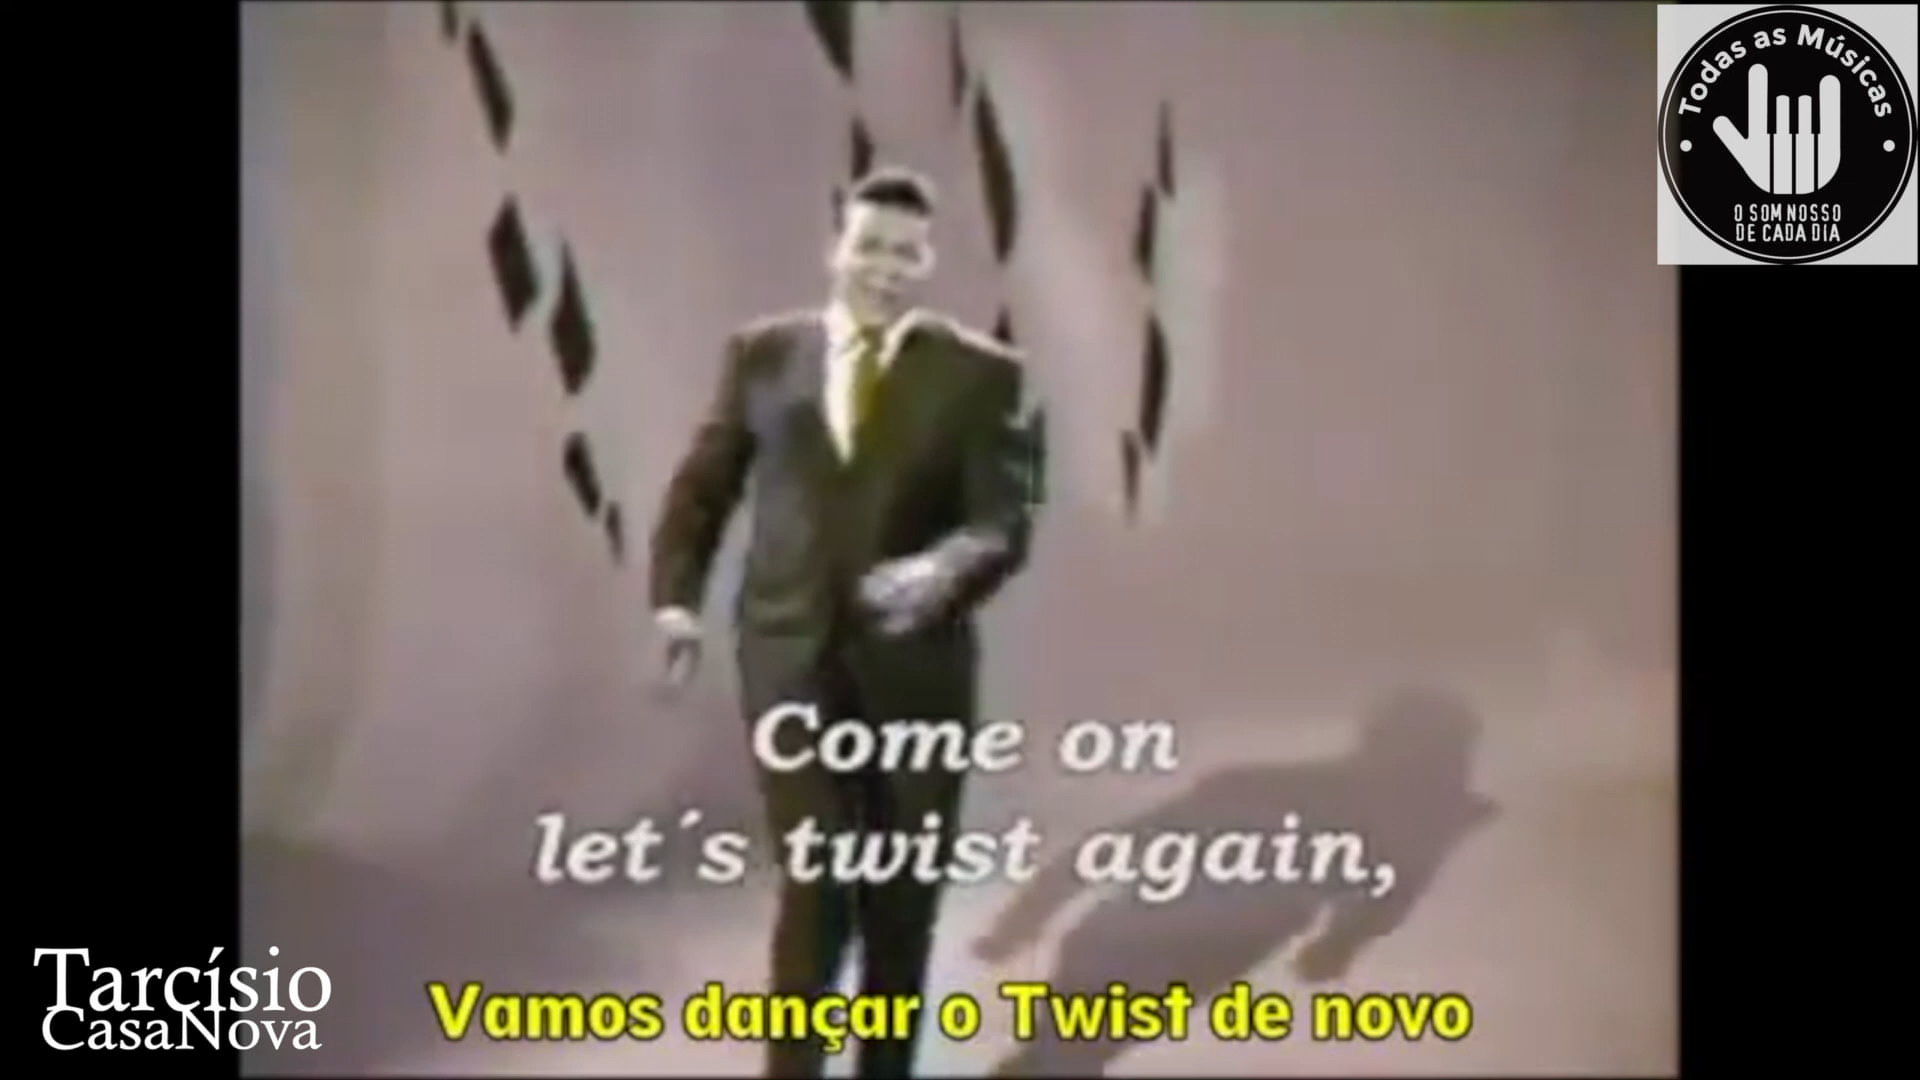 Todas as Músicas
O SOM NOSSO
DE CADA DIA
Come on
let´s twist again,
Tarcísio
CasaNova
Vamos dançar o Twist de novo